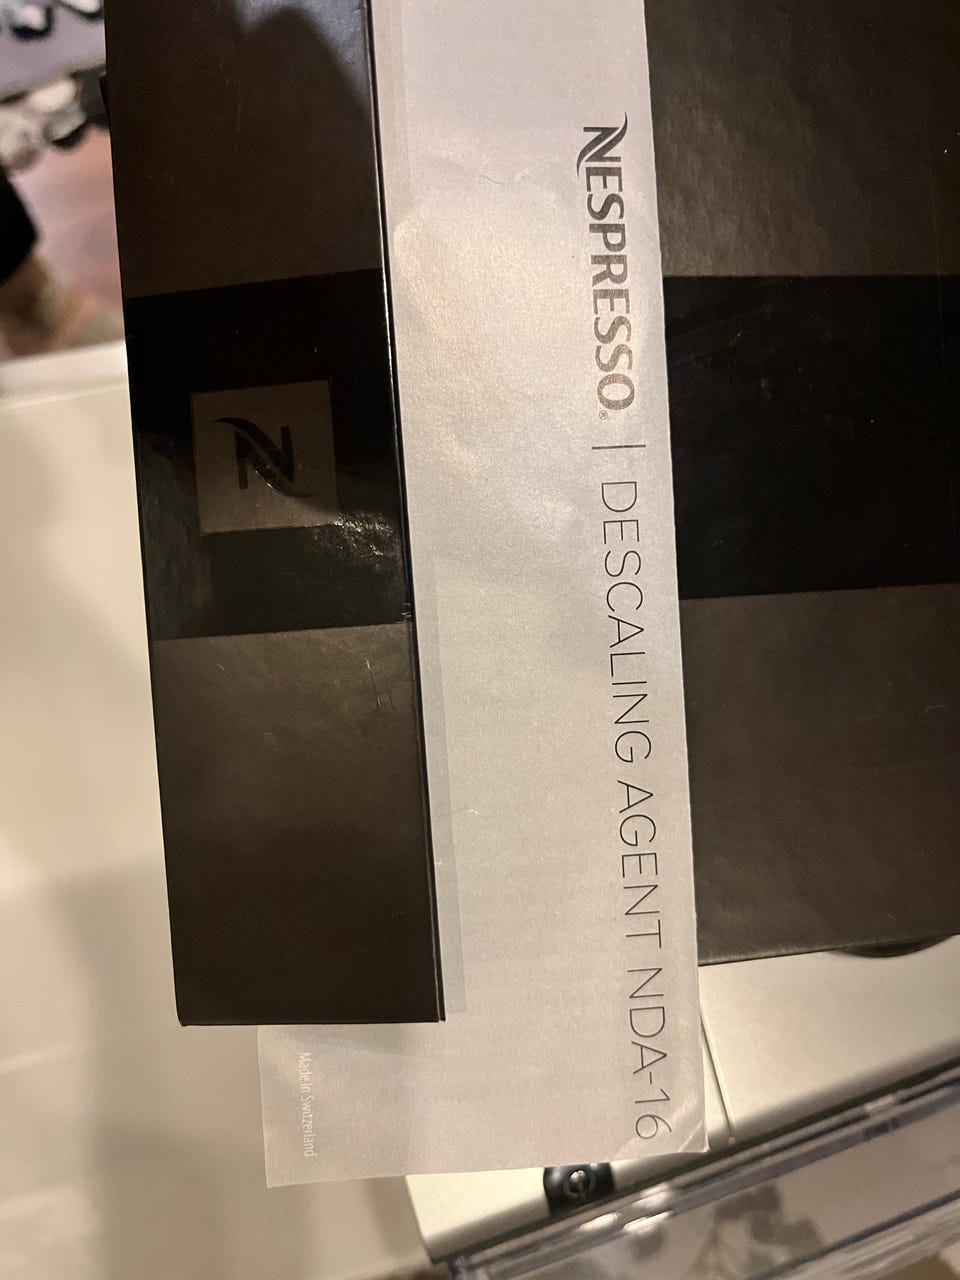 NESPRESSO® | DESCALING AGENT NDA-16
Made in Switzerland
N